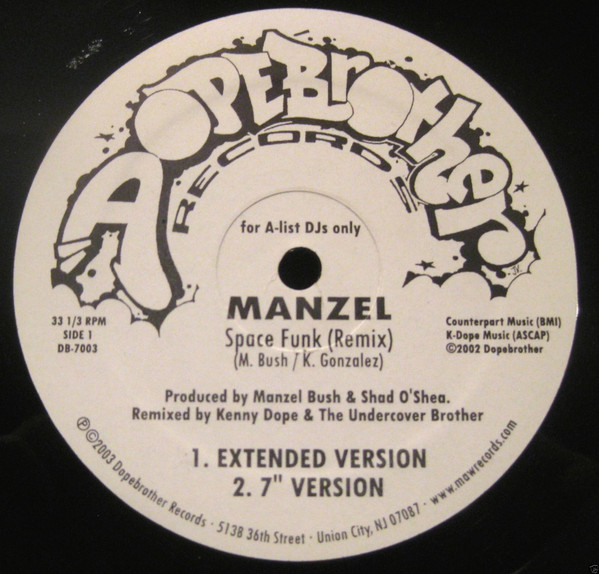 A DOPEBrother
RECORDS
for A-list DJs only
MANZEL
Space Funk (Remix)
(M. Bush / K. Gonzalez)
33 1/3 RPM
SIDE 1
DB-7003
Counterpart Music (BMI)
K-Dope Music (ASCAP)
©2002 Dopebrother
Produced by Manzel Bush & Shad O'Shea.
Remixed by Kenny Dope & The Undercover Brother
1. EXTENDED VERSION
2. 7" VERSION
℗©2003 Dopebrother Records · 513B 36th Street · Union City, NJ 07087 · www.mawrecords.com